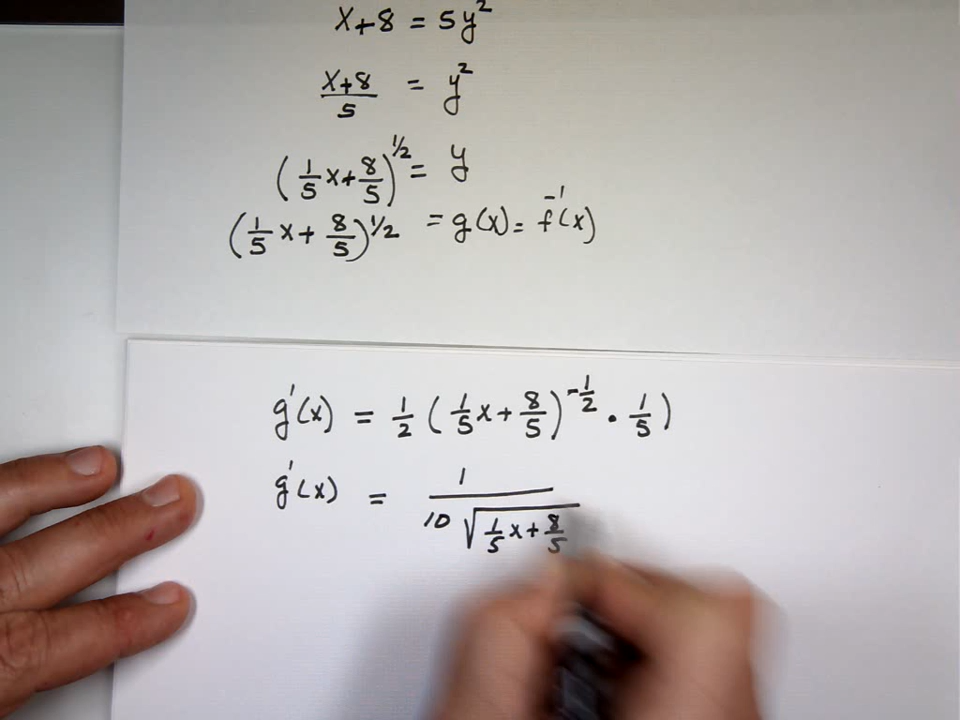 x+8 = 5y²
x+8/5 = y²
(1/5 x + 8/5)^1/2 = y
(1/5 x + 8/5)^1/2 = g(x) = f⁻¹(x)
g'(x) = 1/2 (1/5 x + 8/5)^-1/2 · 1/5)
g'(x) = 1/10√(1/5 x + 8/5